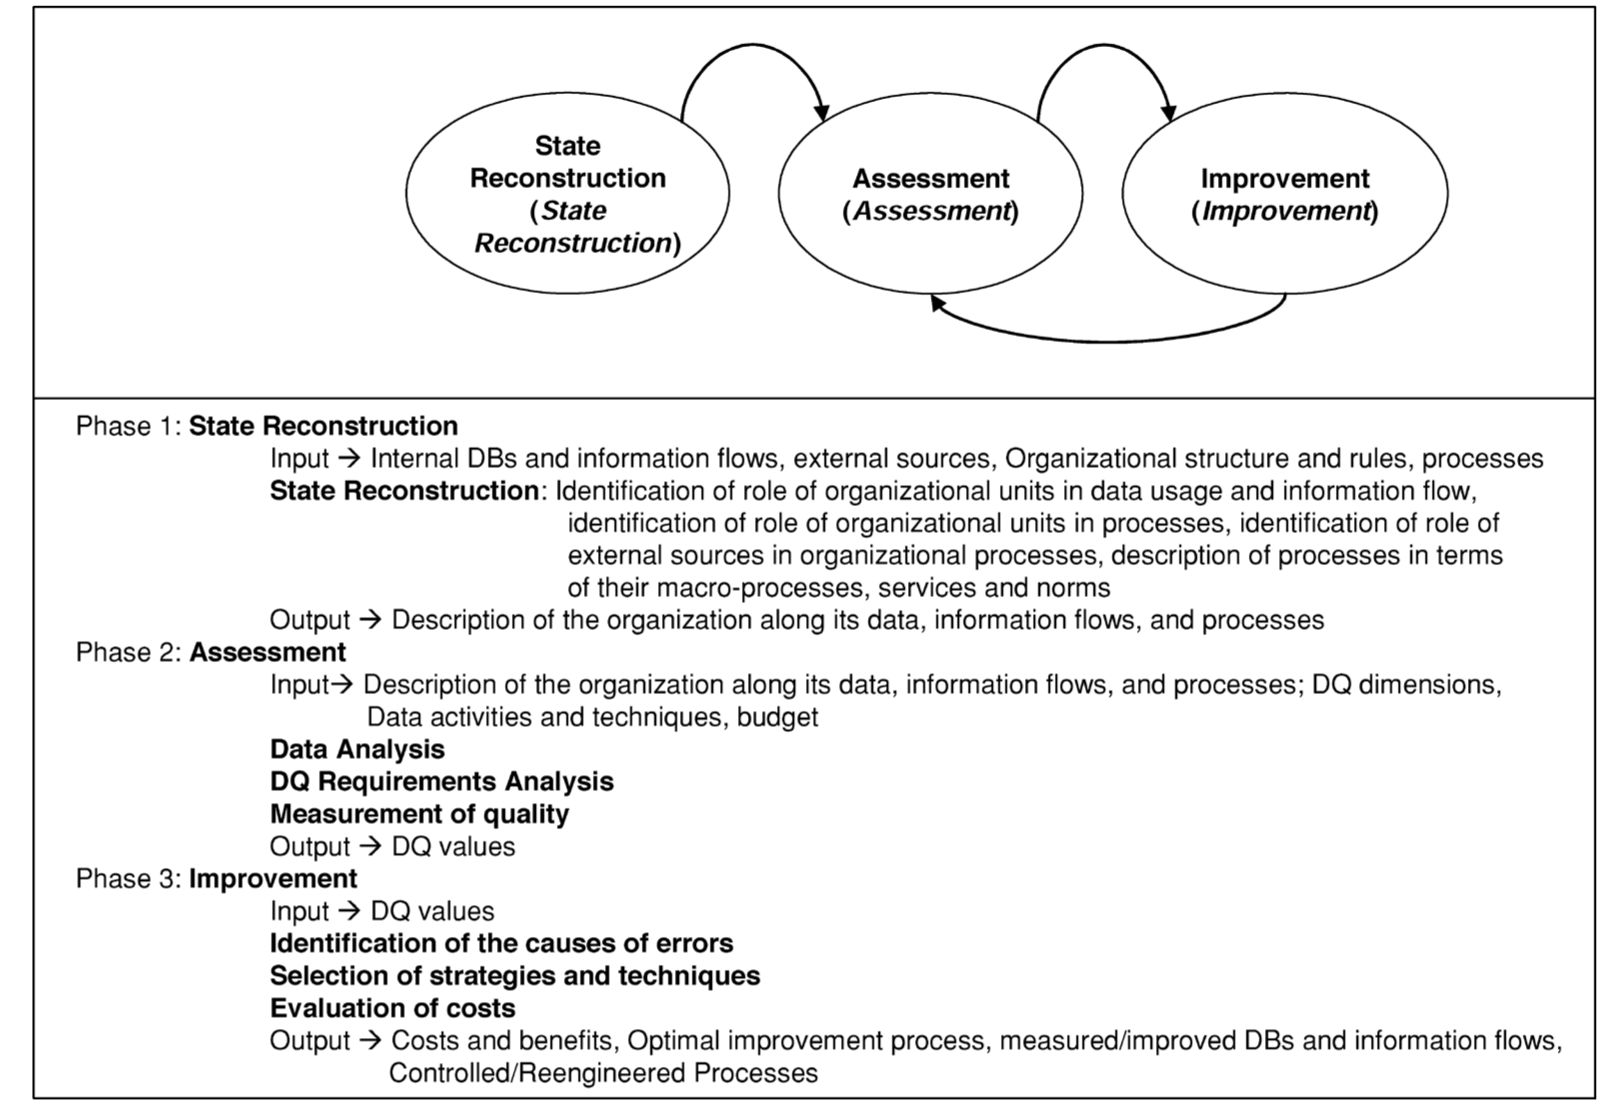 State
Reconstruction
(State
Reconstruction)
Assessment
(Assessment)
Improvement
(Improvement)
Phase 1: State Reconstruction
Input → Internal DBs and information flows, external sources, Organizational structure and rules, processes
State Reconstruction: Identification of role of organizational units in data usage and information flow,
identification of role of organizational units in processes, identification of role of
external sources in organizational processes, description of processes in terms
of their macro-processes, services and norms
Output → Description of the organization along its data, information flows, and processes
Phase 2: Assessment
Input→ Description of the organization along its data, information flows, and processes; DQ dimensions,
Data activities and techniques, budget
Data Analysis
DQ Requirements Analysis
Measurement of quality
Output → DQ values
Phase 3: Improvement
Input → DQ values
Identification of the causes of errors
Selection of strategies and techniques
Evaluation of costs
Output → Costs and benefits, Optimal improvement process, measured/improved DBs and information flows,
Controlled/Reengineered Processes